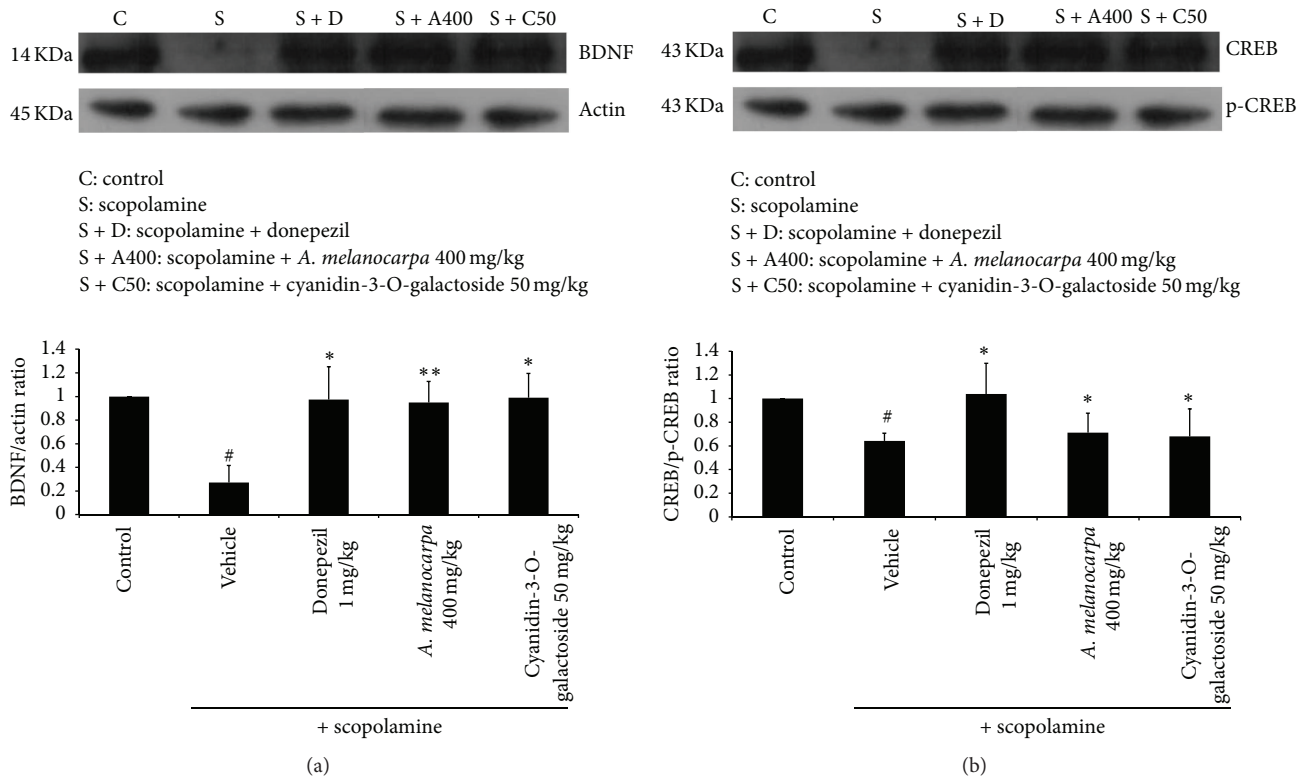 C S S + D S + A400 S + C50
14 KDa BDNF
45 KDa Actin
C: control
S: scopolamine
S + D: scopolamine + donepezil
S + A400: scopolamine + A. melanocarpa 400 mg/kg
S + C50: scopolamine + cyanidin-3-O-galactoside 50 mg/kg
BDNF/actin ratio
1.4
1.2
1
0.8
0.6
0.4
0.2
0
#
*
**
*
Control
Vehicle
Donepezil
1 mg/kg
A. melanocarpa
400 mg/kg
Cyanidin-3-O-
galactoside 50 mg/kg
+ scopolamine
(a)
C S S + D S + A400 S + C50
43 KDa CREB
43 KDa p-CREB
C: control
S: scopolamine
S + D: scopolamine + donepezil
S + A400: scopolamine + A. melanocarpa 400 mg/kg
S + C50: scopolamine + cyanidin-3-O-galactoside 50 mg/kg
CREB/p-CREB ratio
1.4
1.2
1
0.8
0.6
0.4
0.2
0
#
*
*
*
Control
Vehicle
Donepezil
1 mg/kg
A. melanocarpa
400 mg/kg
Cyanidin-3-O-
galactoside 50 mg/kg
+ scopolamine
(b)